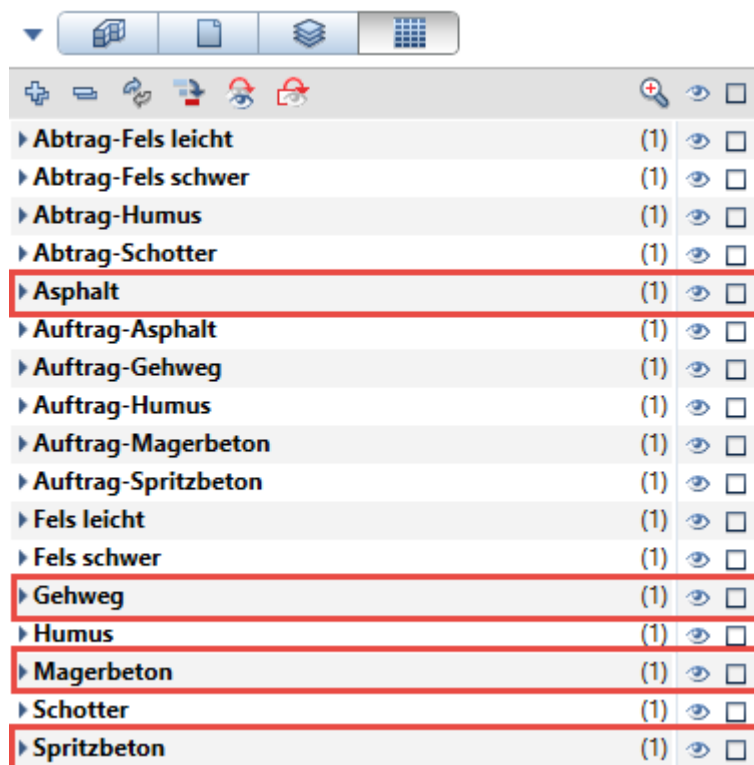 Abtrag-Fels leicht (1)
Abtrag-Fels schwer (1)
Abtrag-Humus (1)
Abtrag-Schotter (1)
Asphalt (1)
Auftrag-Asphalt (1)
Auftrag-Gehweg (1)
Auftrag-Humus (1)
Auftrag-Magerbeton (1)
Auftrag-Spritzbeton (1)
Fels leicht (1)
Fels schwer (1)
Gehweg (1)
Humus (1)
Magerbeton (1)
Schotter (1)
Spritzbeton (1)